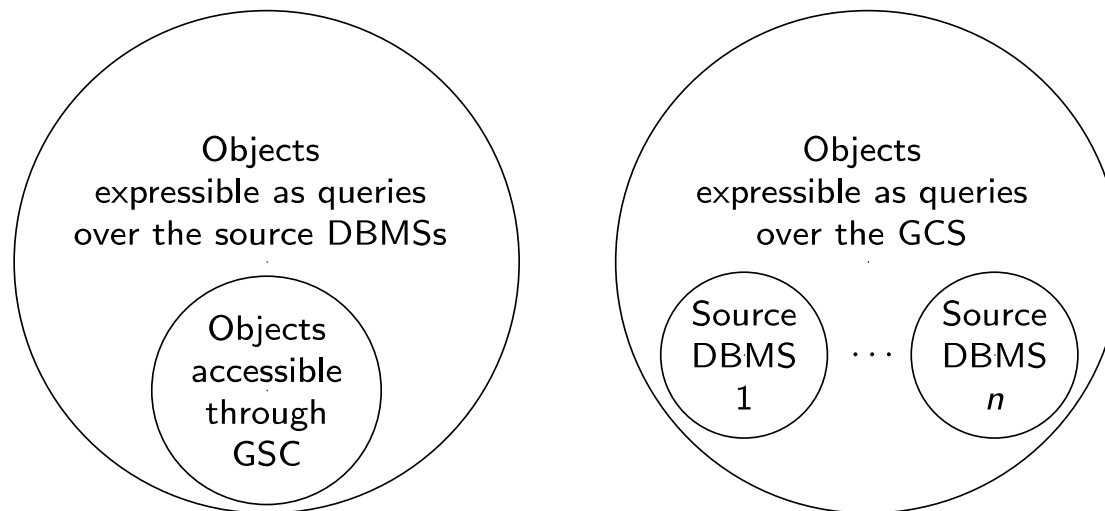 Objects
expressible as queries
over the source DBMSs
Objects
accessible
through
GSC
Objects
expressible as queries
over the GCS
Source
DBMS
1
· · ·
Source
DBMS
n